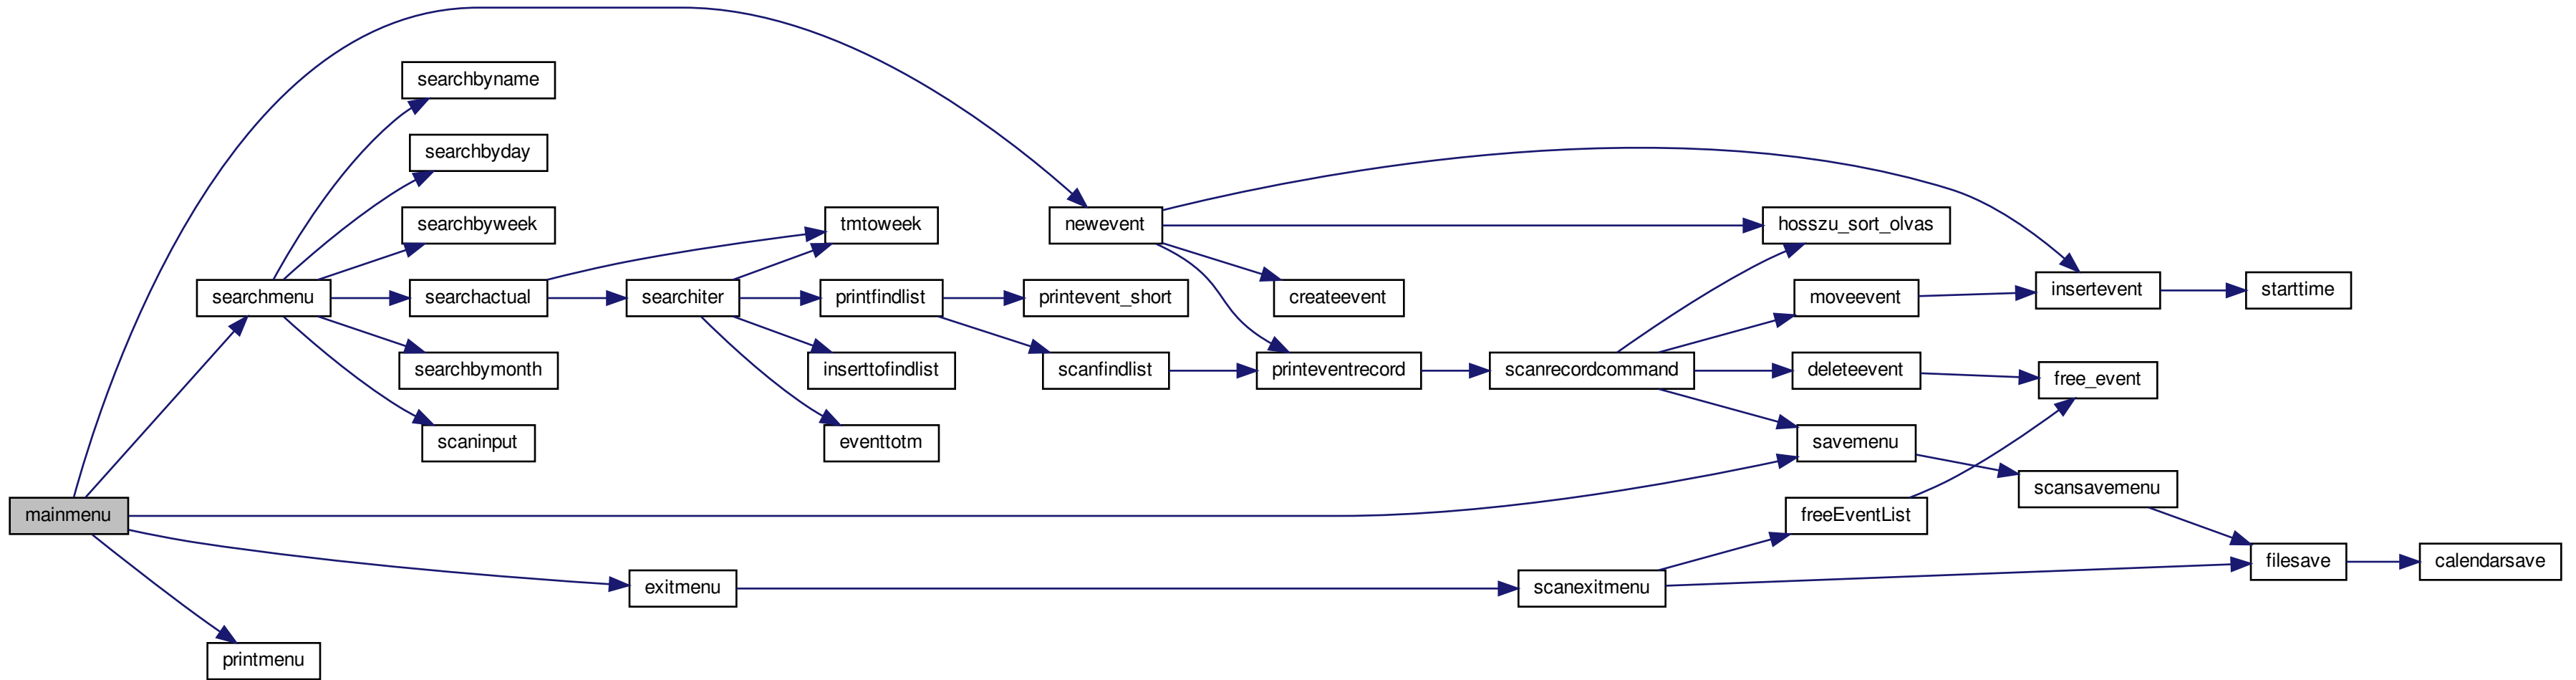 searchbyname
searchbyday
searchbyweek
tmtoweek
newevent
hosszu_sort_olvas
searchmenu
searchactual
searchiter
printfindlist
printevent_short
createevent
moveevent
insertevent
starttime
searchbymonth
inserttofindlist
scanfindlist
printeventrecord
scanrecordcommand
deleteevent
free_event
scaninput
eventtotm
savemenu
scansavemenu
mainmenu
freeEventList
filesave
calendarsave
exitmenu
scanexitmenu
printmenu